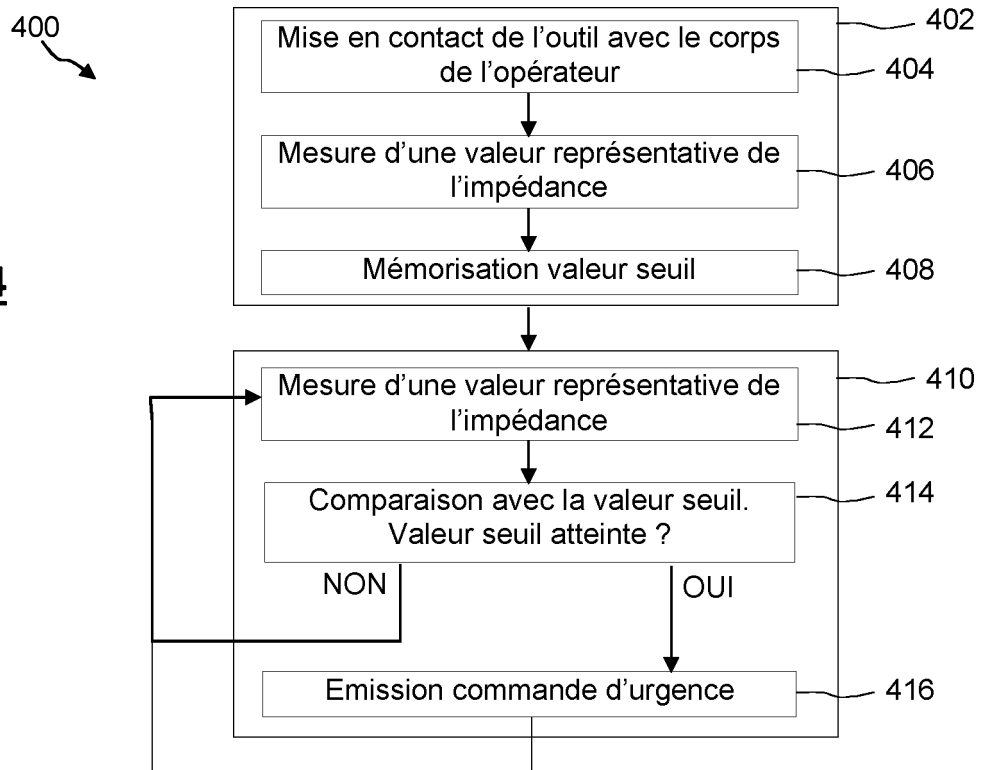 400
402
Mise en contact de l'outil avec le corps
de l'opérateur
404
Mesure d'une valeur représentative de
l'impédance
406
Mémorisation valeur seuil
408
4
410
Mesure d'une valeur représentative de
l'impédance
412
Comparaison avec la valeur seuil.
Valeur seuil atteinte ?
414
NON
OUI
Emission commande d'urgence
416